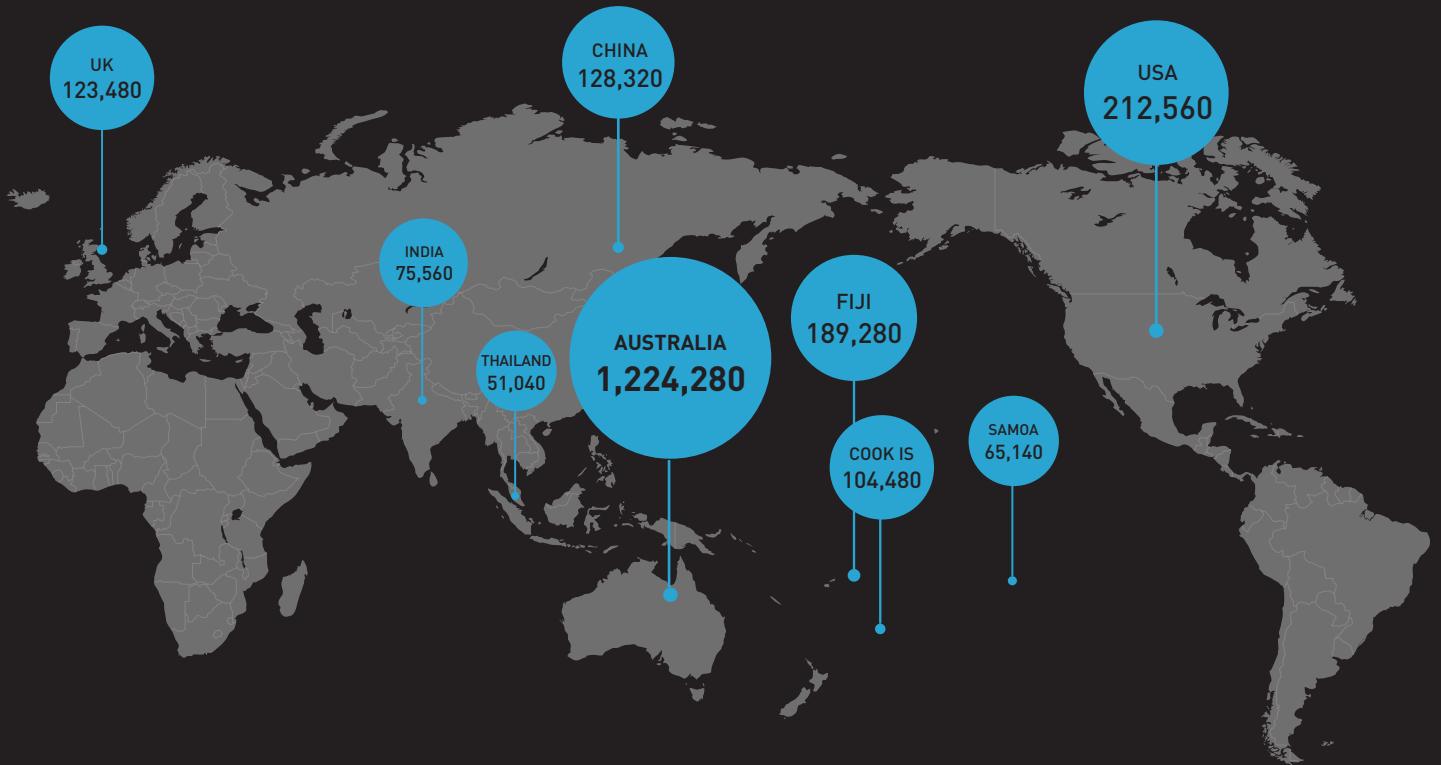 UK
123,480
CHINA
128,320
USA
212,560
INDIA
75,560
THAILAND
51,040
AUSTRALIA
1,224,280
FIJI
189,280
COOK IS
104,480
SAMOA
65,140